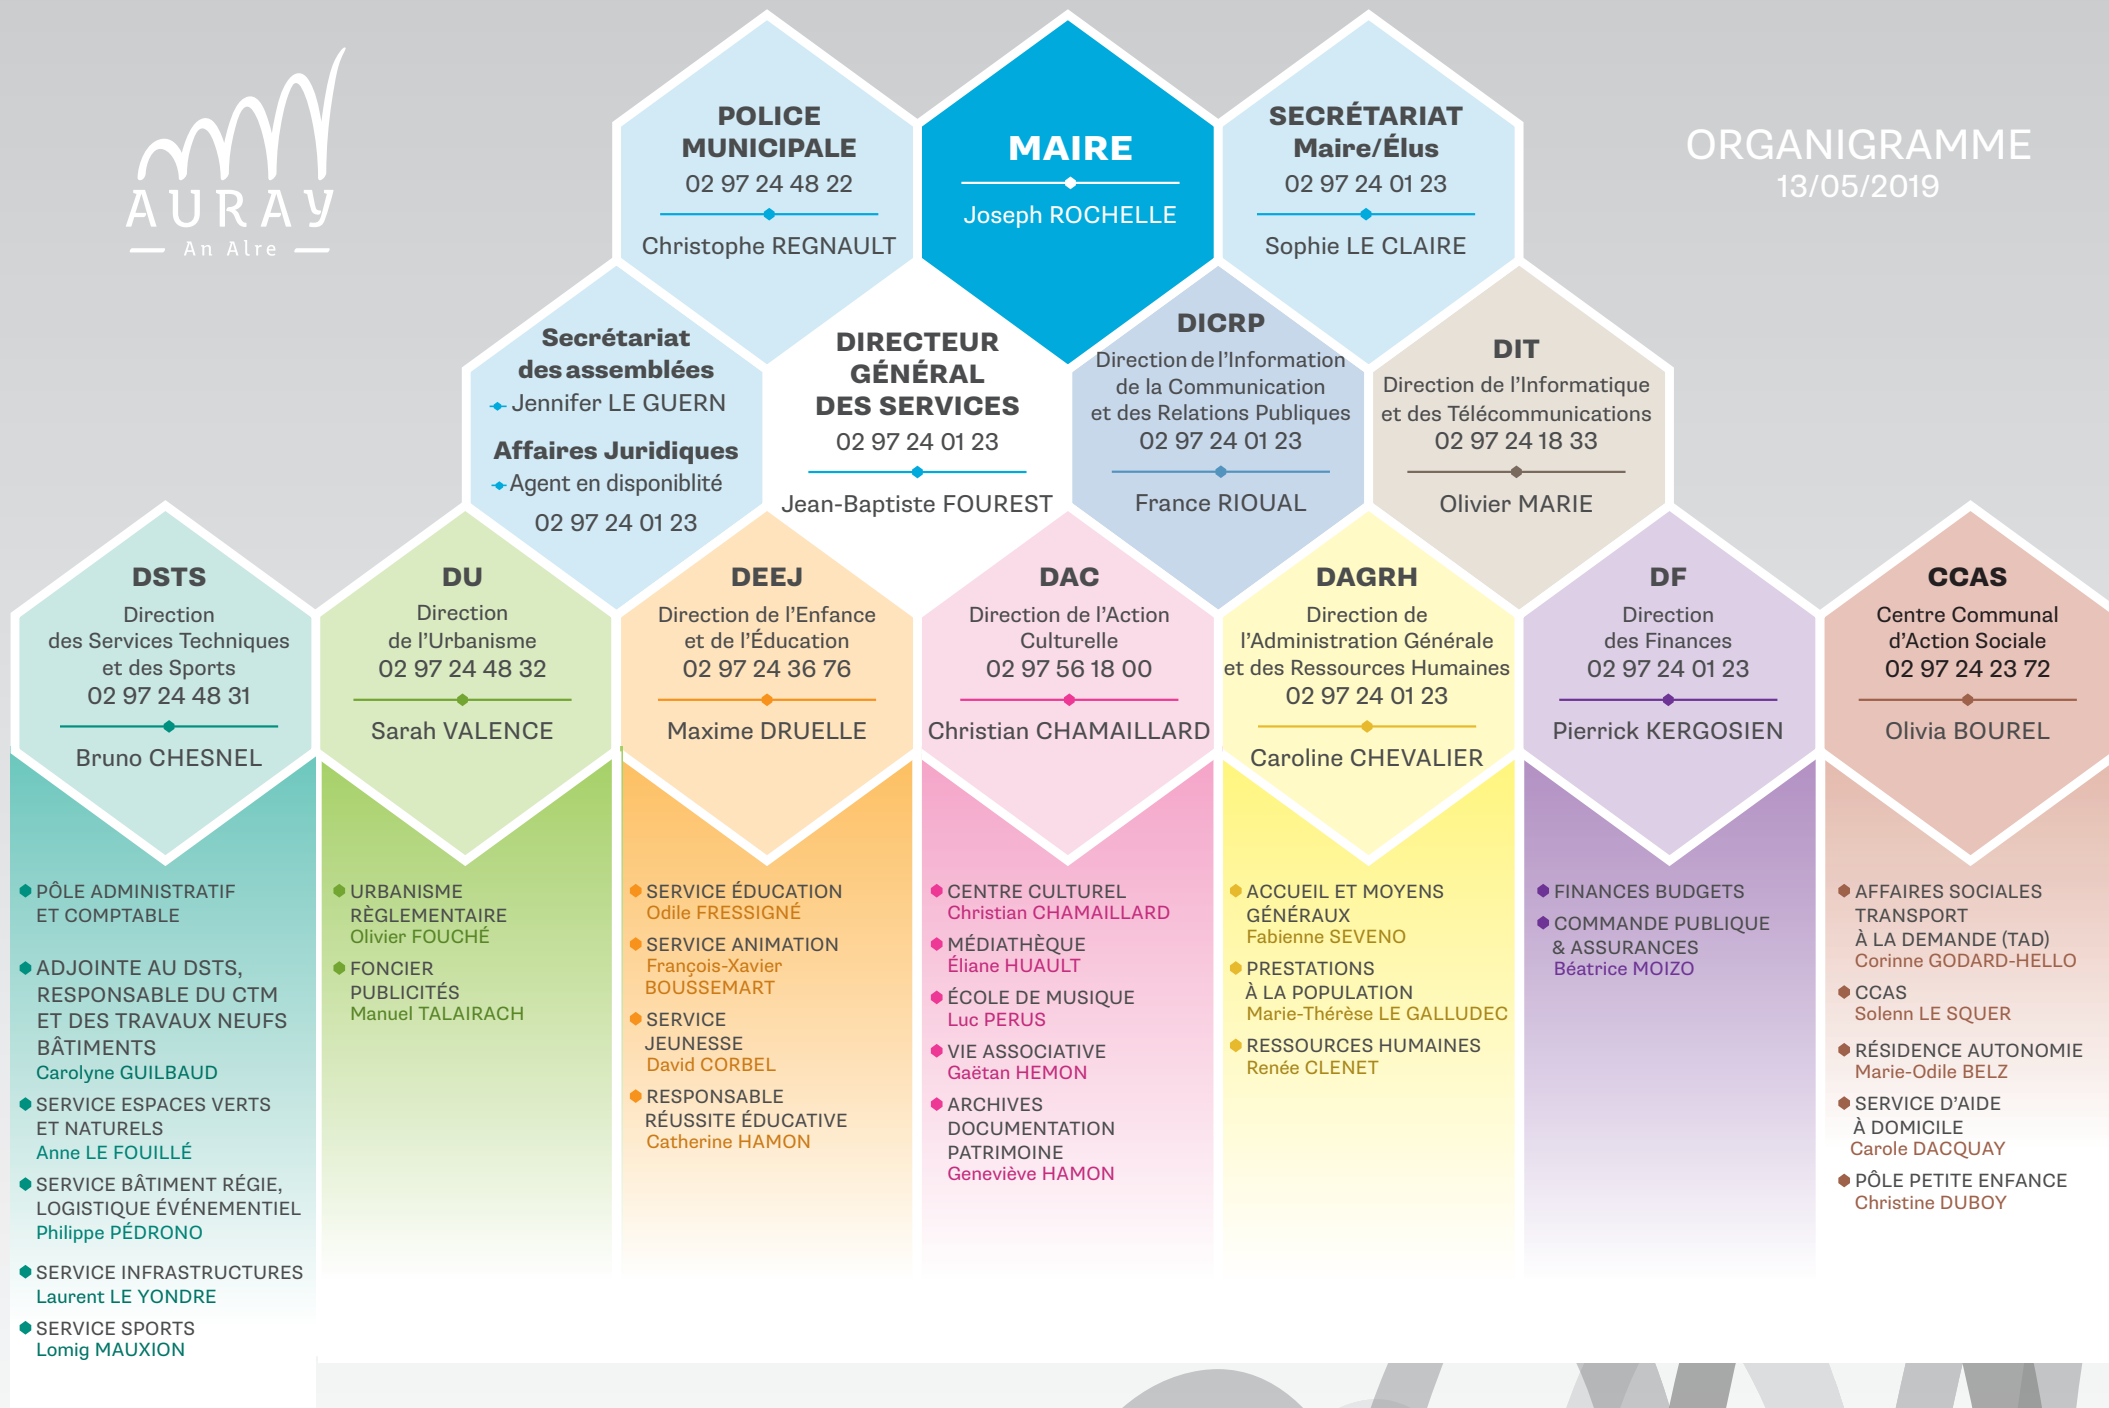 AURAY
An Alre
ORGANIGRAMME
13/05/2019
POLICE
MUNICIPALE
02 97 24 48 22
Christophe REGNAULT
MAIRE
Joseph ROCHELLE
SECRÉTARIAT
Maire/Élus
02 97 24 01 23
Sophie LE CLAIRE
Secrétariat
des assemblées
Jennifer LE GUERN
Affaires Juridiques
Agent en disponiblité
02 97 24 01 23
DIRECTEUR
GÉNÉRAL
DES SERVICES
02 97 24 01 23
Jean-Baptiste FOUREST
DICRP
Direction de l'Information
de la Communication
et des Relations Publiques
02 97 24 01 23
France RIOUAL
DIT
Direction de l'Informatique
et des Télécommunications
02 97 24 18 33
Olivier MARIE
DSTS
Direction
des Services Techniques
et des Sports
02 97 24 48 31
Bruno CHESNEL
PÔLE ADMINISTRATIF
ET COMPTABLE
ADJOINTE AU DSTS,
RESPONSABLE DU CTM
ET DES TRAVAUX NEUFS
BÂTIMENTS
Carolyne GUILBAUD
SERVICE ESPACES VERTS
ET NATURELS
Anne LE FOUILLÉ
SERVICE BÂTIMENT RÉGIE,
LOGISTIQUE ÉVÉNEMENTIEL
Philippe PÉDRONO
SERVICE INFRASTRUCTURES
Laurent LE YONDRE
SERVICE SPORTS
Lomig MAUXION
DU
Direction
de l'Urbanisme
02 97 24 48 32
Sarah VALENCE
URBANISME
RÈGLEMENTAIRE
Olivier FOUCHÉ
FONCIER
PUBLICITÉS
Manuel TALAIRACH
DEEJ
Direction de l'Enfance
et de l'Éducation
02 97 24 36 76
Maxime DRUELLE
SERVICE ÉDUCATION
Odile FRESSIGNÉ
SERVICE ANIMATION
François-Xavier
BOUSSEMART
SERVICE
JEUNESSE
David CORBEL
RESPONSABLE
RÉUSSITE ÉDUCATIVE
Catherine HAMON
DAC
Direction de l'Action
Culturelle
02 97 56 18 00
Christian CHAMAILLARD
CENTRE CULTUREL
Christian CHAMAILLARD
MÉDIATHÈQUE
Éliane HUAULT
ÉCOLE DE MUSIQUE
Luc PERUS
VIE ASSOCIATIVE
Gaëtan HEMON
ARCHIVES
DOCUMENTATION
PATRIMOINE
Geneviève HAMON
DAGRH
Direction de
l'Administration Générale
et des Ressources Humaines
02 97 24 01 23
Caroline CHEVALIER
ACCUEIL ET MOYENS
GÉNÉRAUX
Fabienne SEVENO
PRESTATIONS
À LA POPULATION
Marie-Thérèse LE GALLUDEC
RESSOURCES HUMAINES
Renée CLENET
DF
Direction
des Finances
02 97 24 01 23
Pierrick KERGOSIEN
FINANCES BUDGETS
COMMANDE PUBLIQUE
& ASSURANCES
Béatrice MOIZO
CCAS
Centre Communal
d'Action Sociale
02 97 24 23 72
Olivia BOUREL
AFFAIRES SOCIALES
TRANSPORT
À LA DEMANDE (TAD)
Corinne GODARD-HELLO
CCAS
Solenn LE SQUER
RÉSIDENCE AUTONOMIE
Marie-Odile BELZ
SERVICE D'AIDE
À DOMICILE
Carole DACQUAY
PÔLE PETITE ENFANCE
Christine DUBOY